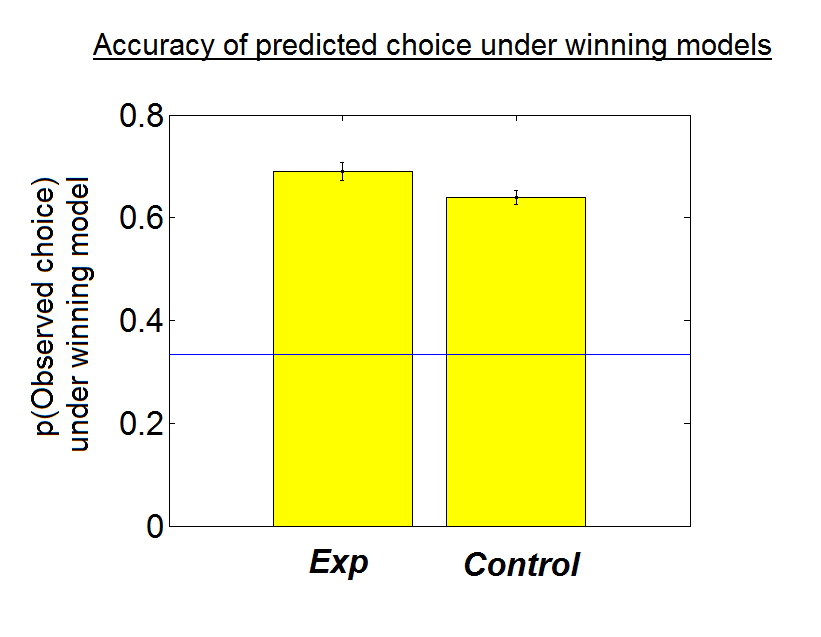 Accuracy of predicted choice under winning models
p(Observed choice)
under winning model
0.8
0.6
0.4
0.2
0
Exp
Control